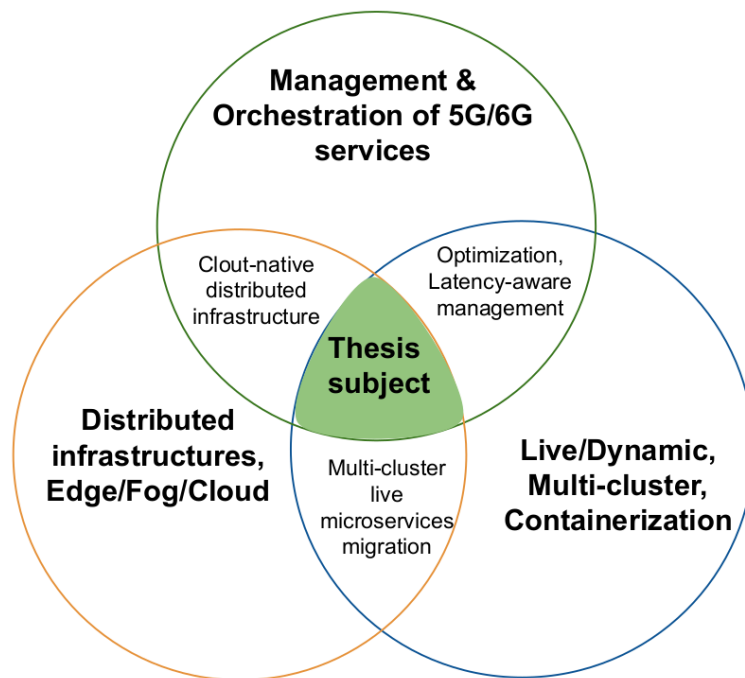 Management &
Orchestration of 5G/6G
services
Clout-native
distributed
infrastructure
Optimization,
Latency-aware
management
Thesis
subject
Distributed
infrastructures,
Edge/Fog/Cloud
Multi-cluster
live
microservices
migration
Live/Dynamic,
Multi-cluster,
Containerization